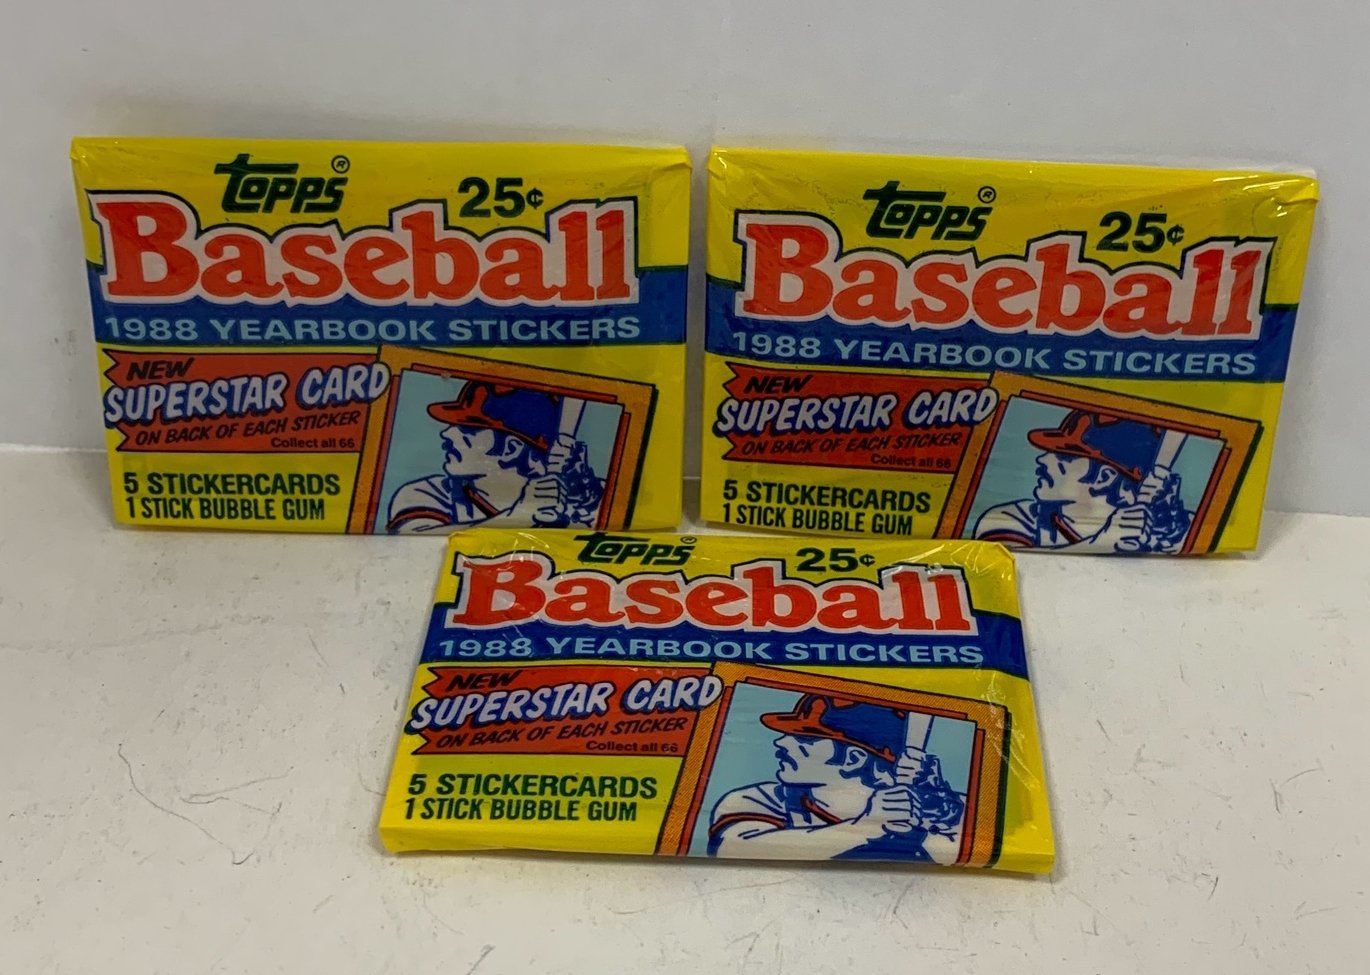 Topps®
25¢
Baseball
1988 YEARBOOK STICKERS
NEW
SUPERSTAR CARD
ON BACK OF EACH STICKER
Collect all 66
5 STICKERCARDS
1 STICK BUBBLE GUM
Topps®
25¢
Baseball
1988 YEARBOOK STICKERS
NEW
SUPERSTAR CARD
ON BACK OF EACH STICKER
Collect all 66
5 STICKERCARDS
1 STICK BUBBLE GUM
Topps®
25¢
Baseball
1988 YEARBOOK STICKERS
NEW
SUPERSTAR CARD
ON BACK OF EACH STICKER
Collect all 66
5 STICKERCARDS
1 STICK BUBBLE GUM